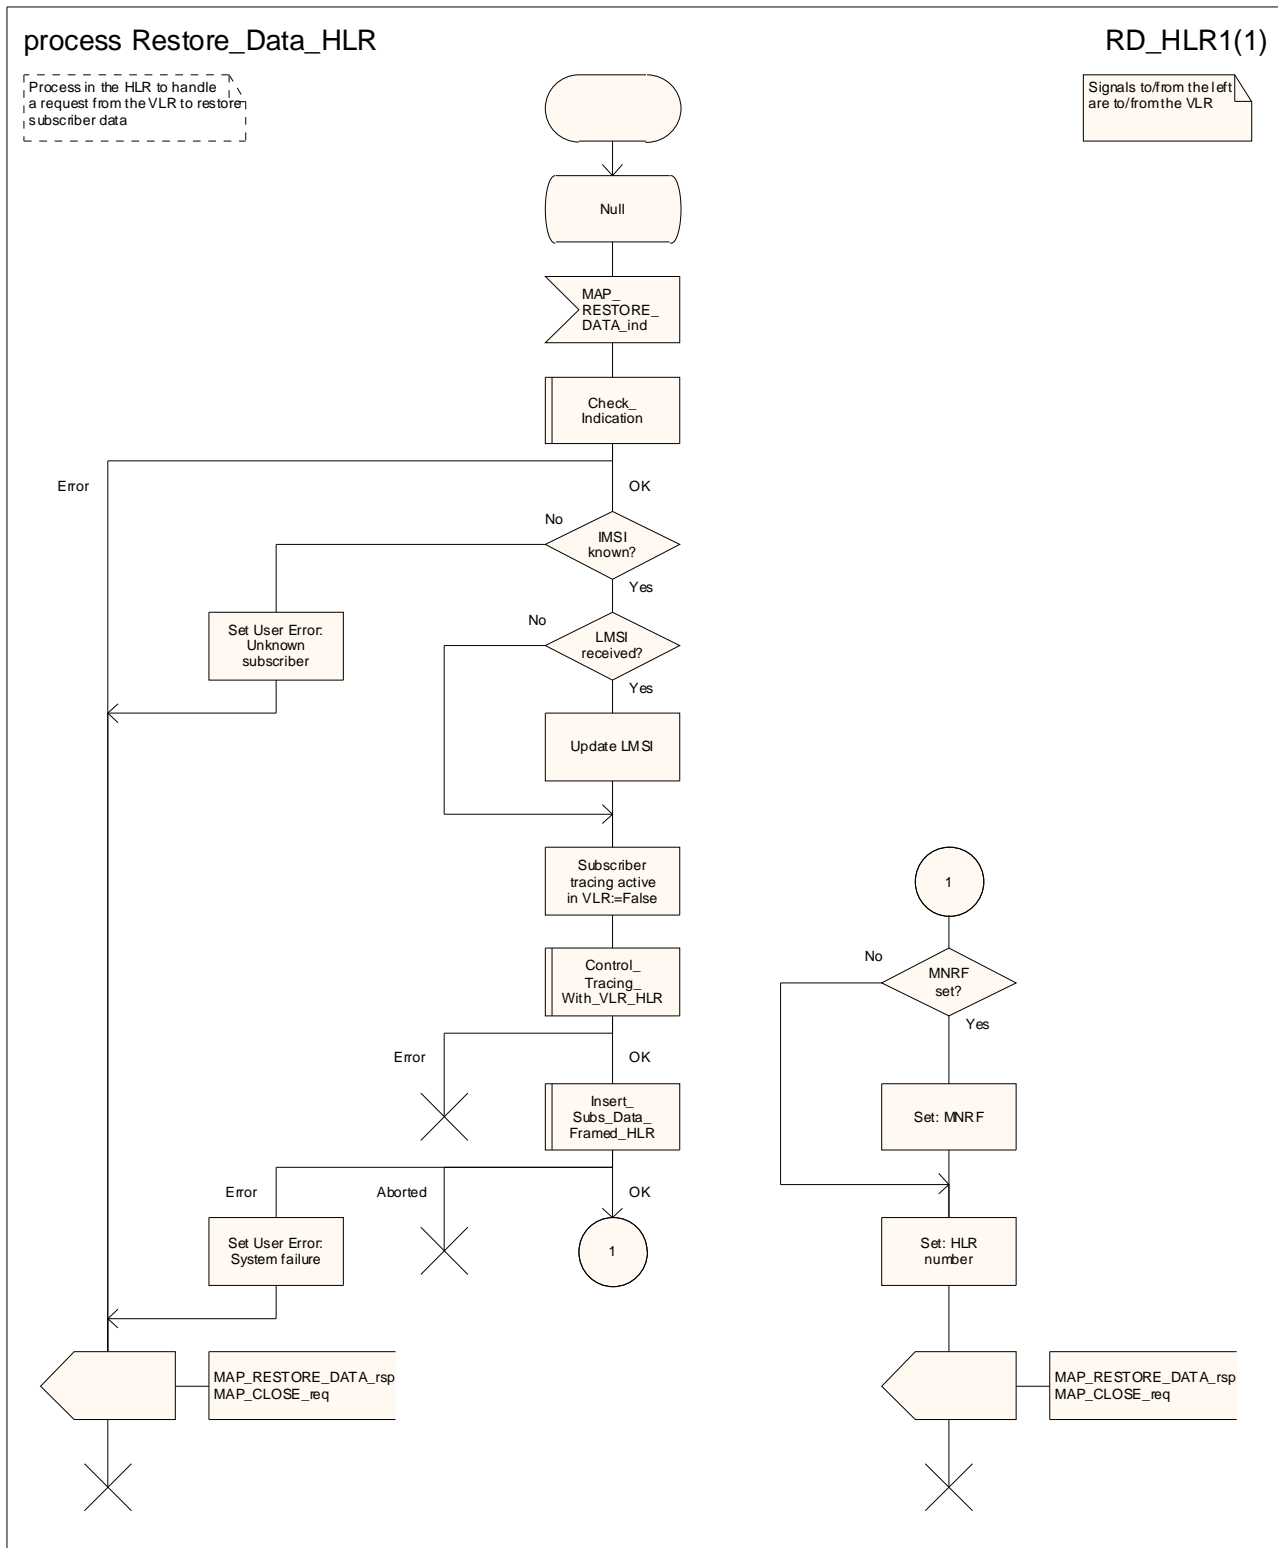 process Restore_Data_HLR
RD_HLR1(1)
Process in the HLR to handle
a request from the VLR to restore
subscriber data
Signals to/from the left
are to/from the VLR
Null
MAP_
RESTORE_
DATA_ind
Check_
Indication
Error
OK
No
IMSI
known?
Yes
Set User Error:
Unknown
subscriber
No
LMSI
received?
Yes
Update LMSI
Subscriber
tracing active
in VLR:=False
Control_
Tracing_
With_VLR_HLR
Error
OK
Insert_
Subs_Data_
Framed_HLR
Error
Aborted
OK
Set User Error:
System failure
1
MAP_RESTORE_DATA_rsp
MAP_CLOSE_req
1
No
MNRF
set?
Yes
Set: MNRF
Set: HLR
number
MAP_RESTORE_DATA_rsp
MAP_CLOSE_req